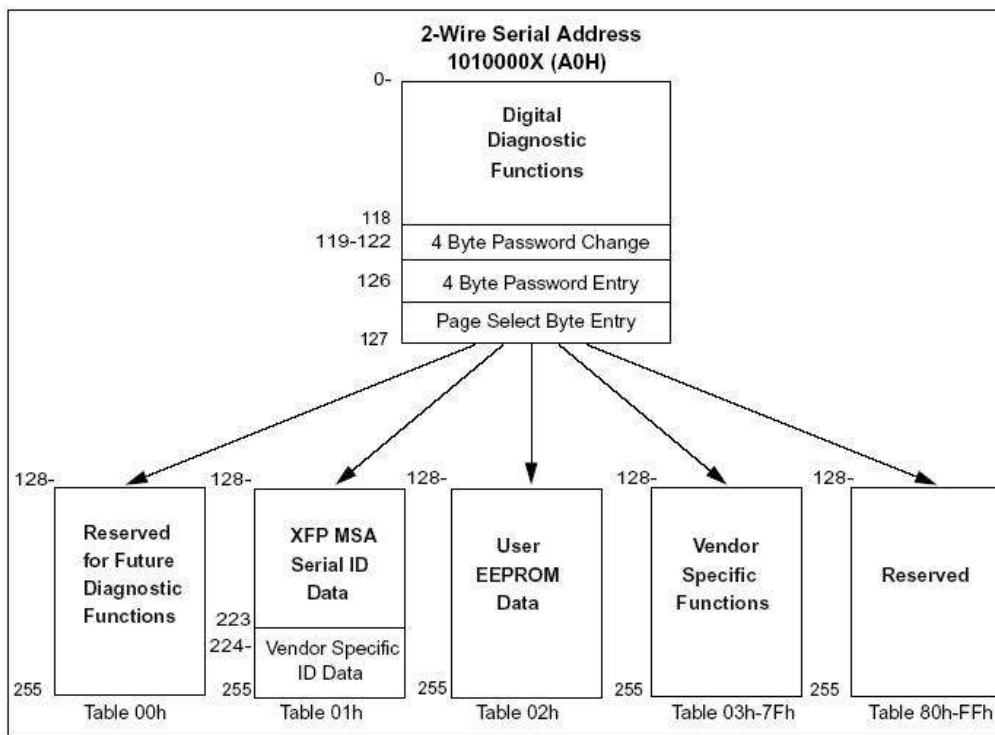 2-Wire Serial Address
1010000X (A0H)
0-
Digital
Diagnostic
Functions
118
119-122
4 Byte Password Change
126
4 Byte Password Entry
Page Select Byte Entry
127
128-
128-
128-
128-
128-
Reserved
for Future
Diagnostic
Functions
XFP MSA
Serial ID
Data
User
EEPROM
Data
Vendor
Specific
Functions
Reserved
223
224-
Vendor Specific
ID Data
255
255
255
255
255
Table 00h
Table 01h
Table 02h
Table 03h-7Fh
Table 80h-FFh